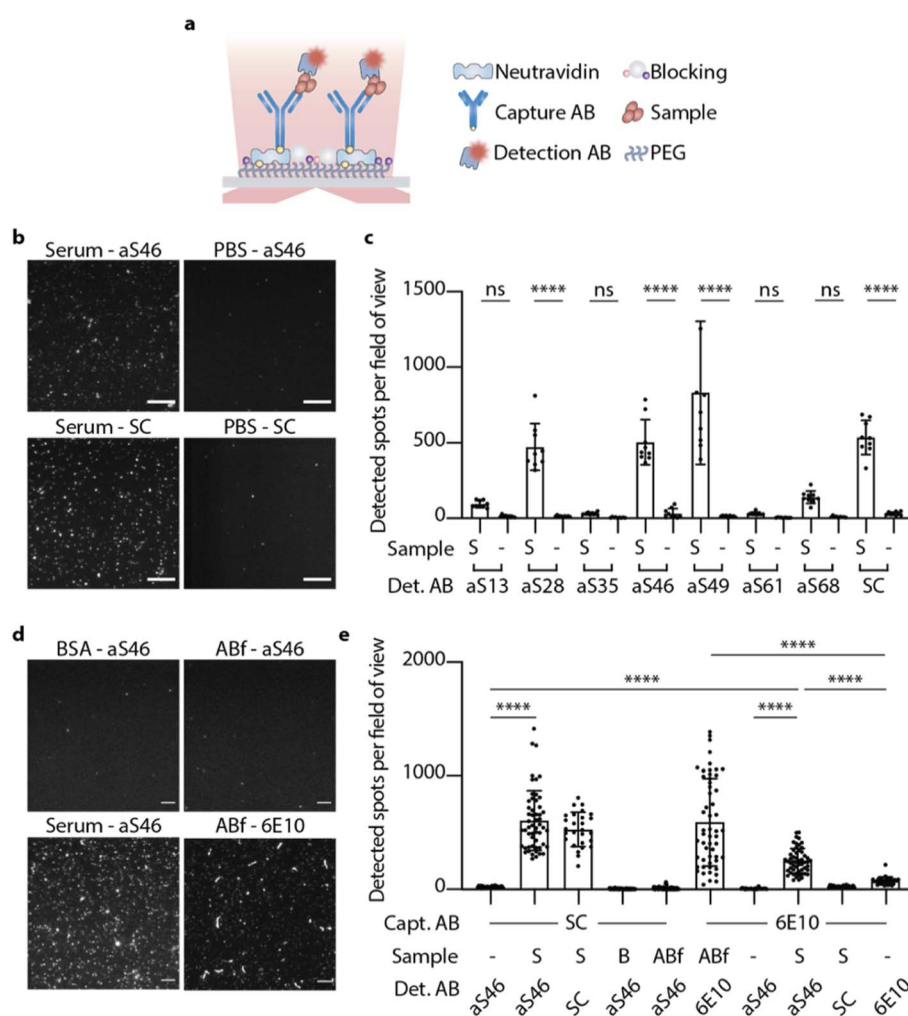 a
Neutravidin
Blocking
Capture AB
Sample
Detection AB
PEG
b
Serum - aS46
PBS - aS46
Serum - SC
PBS - SC
c
Detected spots per field of view
1500
1000
500
0
ns
****
ns
****
****
ns
ns
****
Sample S - S - S - S - S - S - S - S -
Det. AB aS13 aS28 aS35 aS46 aS49 aS61 aS68 SC
d
BSA - aS46
ABf - aS46
Serum - aS46
ABf - 6E10
e
Detected spots per field of view
2000
1000
0
****
****
****
****
****
Capt. AB SC 6E10
Sample - S S B ABf ABf - S S -
Det. AB aS46 aS46 SC aS46 aS46 6E10 aS46 aS46 SC 6E10